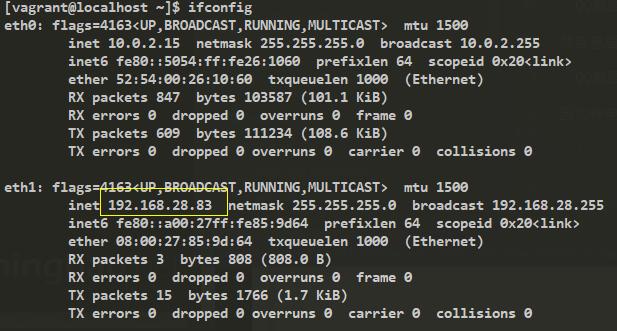 [vagrant@localhost ~]$ ifconfig
eth0: flags=4163<UP,BROADCAST,RUNNING,MULTICAST>  mtu 1500
        inet 10.0.2.15  netmask 255.255.255.0  broadcast 10.0.2.255
        inet6 fe80::5054:ff:fe26:1060  prefixlen 64  scopeid 0x20<link>
        ether 52:54:00:26:10:60  txqueuelen 1000  (Ethernet)
        RX packets 847  bytes 103587 (101.1 KiB)
        RX errors 0  dropped 0  overruns 0  frame 0
        TX packets 609  bytes 111234 (108.6 KiB)
        TX errors 0  dropped 0 overruns 0  carrier 0  collisions 0

eth1: flags=4163<UP,BROADCAST,RUNNING,MULTICAST>  mtu 1500
        inet 192.168.28.83  netmask 255.255.255.0  broadcast 192.168.28.255
        inet6 fe80::a00:27ff:fe85:9d64  prefixlen 64  scopeid 0x20<link>
        ether 08:00:27:85:9d:64  txqueuelen 1000  (Ethernet)
        RX packets 3  bytes 808 (808.0 B)
        RX errors 0  dropped 0  overruns 0  frame 0
        TX packets 15  bytes 1766 (1.7 KiB)
        TX errors 0  dropped 0 overruns 0  carrier 0  collisions 0